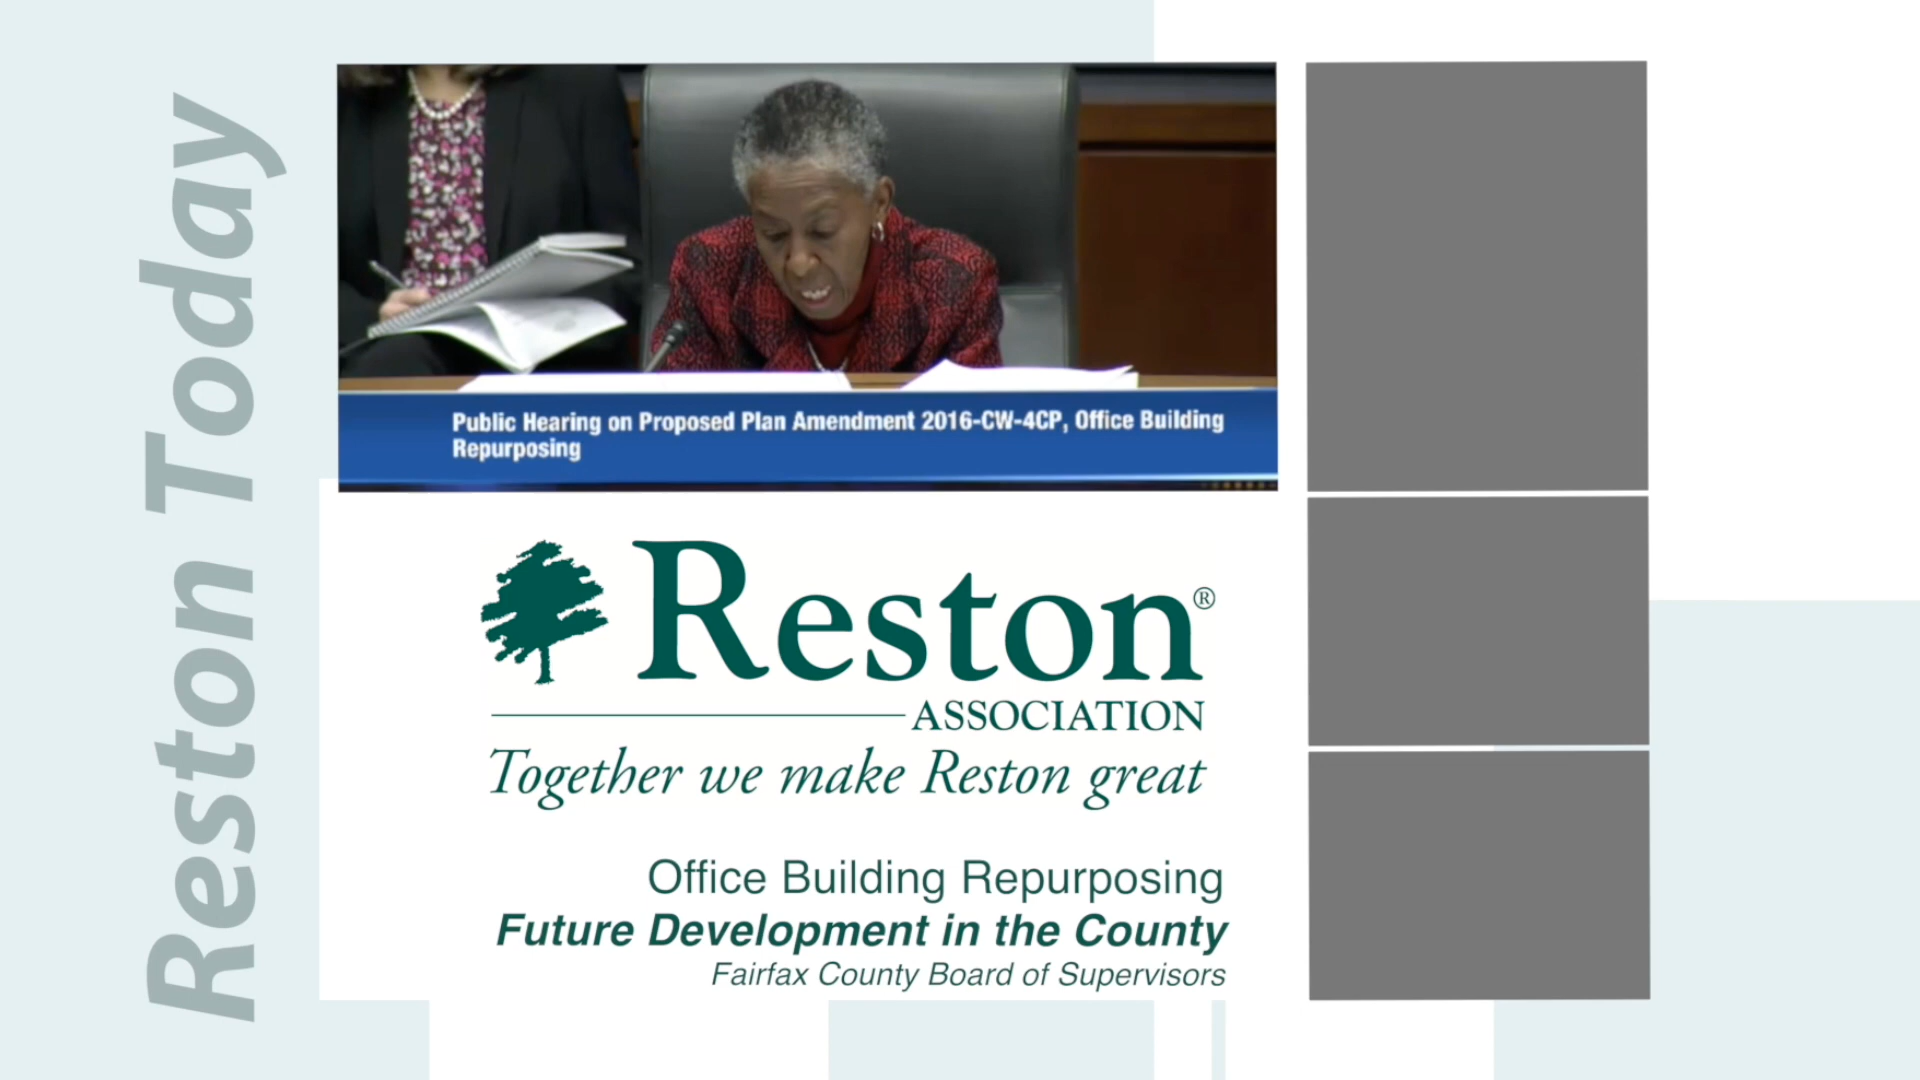 Reston Today
Public Hearing on Proposed Plan Amendment 2016-CW-4CP, Office Building
Repurposing
Reston®
ASSOCIATION
Together we make Reston great
Office Building Repurposing
Future Development in the County
Fairfax County Board of Supervisors